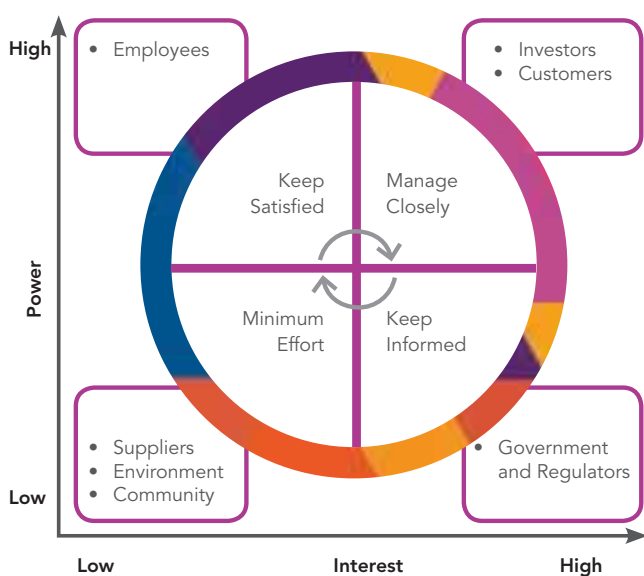 High
• Employees
• Investors
• Customers
Keep
Satisfied
Manage
Closely
Power
Minimum
Effort
Keep
Informed
• Suppliers
• Environment
• Community
• Government
and Regulators
Low
Low
Interest
High